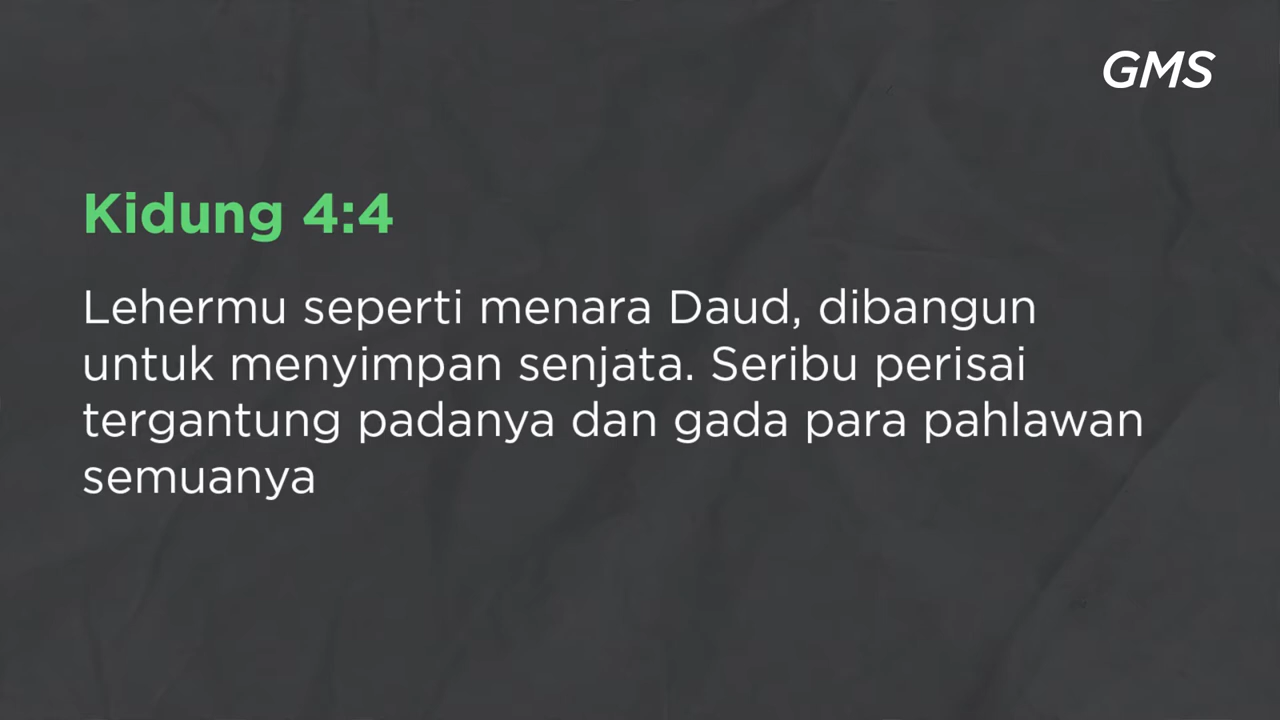 GMS
Kidung 4:4
Lehermu seperti menara Daud, dibangun
untuk menyimpan senjata. Seribu perisai
tergantung padanya dan gada para pahlawan
semuanya